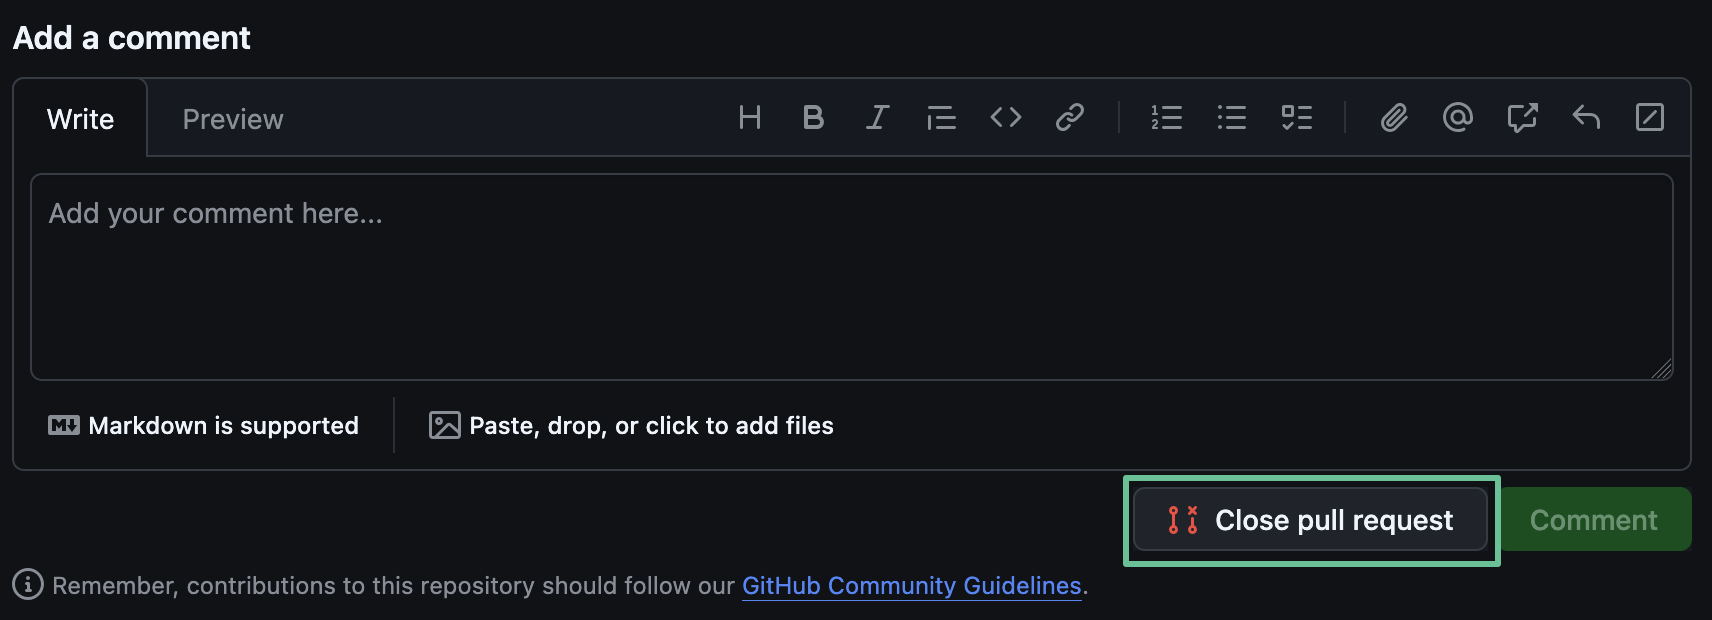 Add a comment
Write Preview H B I
Add your comment here...
Markdown is supported Paste, drop, or click to add files
Close pull request Comment
Remember, contributions to this repository should follow our GitHub Community Guidelines.